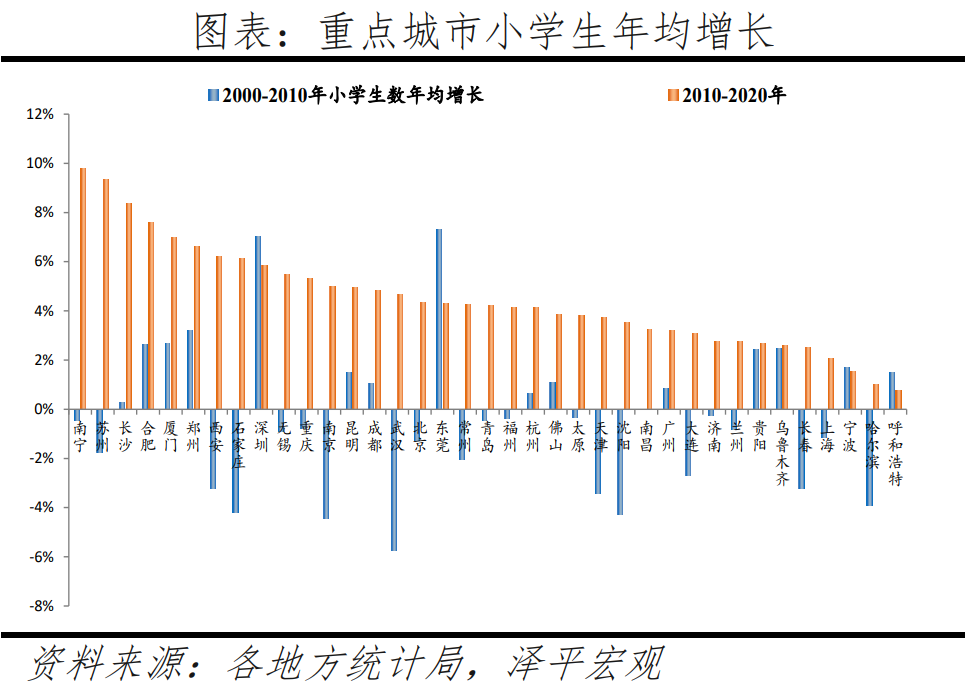 图表：重点城市小学生年均增长
2000-2010年小学生数年均增长 2010-2020年
12%
10%
8%
6%
4%
2%
0%
-2%
-4%
-6%
-8%
南宁 苏州 长沙 合肥 厦门 郑州 西安 石家庄 深圳 无锡 重庆 南京 昆明 成都 武汉 北京 东莞 常州 青岛 福州 杭州 佛山 太原 天津 沈阳 南昌 广州 大连 济南 兰州 贵阳 乌鲁木齐 长春 上海 宁波 哈尔滨 呼和浩特
资料来源：各地方统计局，泽平宏观